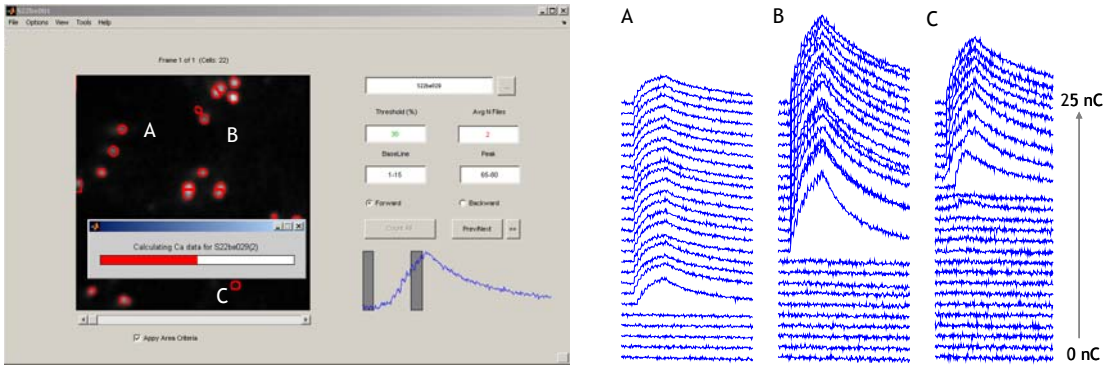 S22be001
File Options View Tools Help
Frame 1 of 1 (Cells: 22)
A
B
C
S22be029
...
Threshold (%)
Avg N Files
30
2
BaseLine
Peak
1-15
65-80
Forward
Backward
Count All
Prev/Next
>>
Calculating Ca data for S22be029(2)
Appy Area Criteria
A
B
C
25 nC
0 nC